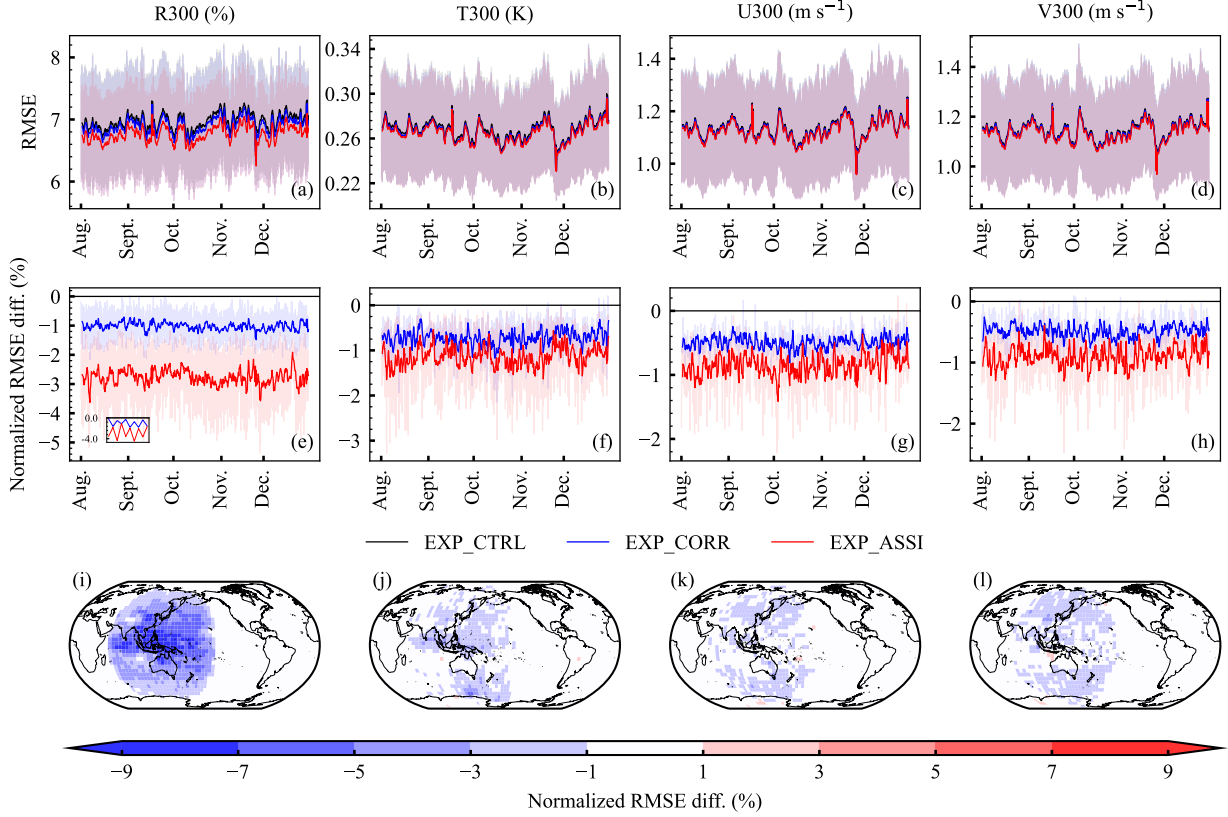 R300 (%) T300 (K) U300 (m s⁻¹) V300 (m s⁻¹)
RMSE
8
7
6
(a)
Aug. Sept. Oct. Nov. Dec.
0.34
0.30
0.26
0.22
(b)
Aug. Sept. Oct. Nov. Dec.
1.4
1.2
1.0
(c)
Aug. Sept. Oct. Nov. Dec.
1.4
1.2
1.0
(d)
Aug. Sept. Oct. Nov. Dec.
Normalized RMSE diff. (%)
0
−1
−2
−3
−4
−5
0.0
−4.0
(e)
Aug. Sept. Oct. Nov. Dec.
0
−1
−2
−3
(f)
Aug. Sept. Oct. Nov. Dec.
0
−1
−2
(g)
Aug. Sept. Oct. Nov. Dec.
0
−1
−2
(h)
Aug. Sept. Oct. Nov. Dec.
EXP_CTRL EXP_CORR EXP_ASSI
(i) (j) (k) (l)
−9 −7 −5 −3 −1 1 3 5 7 9
Normalized RMSE diff. (%)